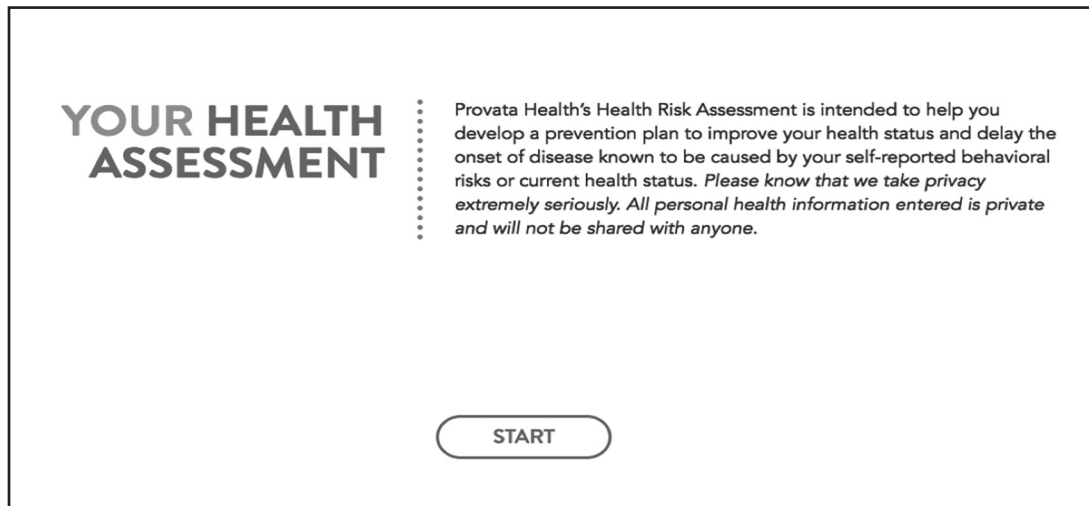 YOUR HEALTH
ASSESSMENT
Provata Health’s Health Risk Assessment is intended to help you
develop a prevention plan to improve your health status and delay the
onset of disease known to be caused by your self-reported behavioral
risks or current health status. Please know that we take privacy
extremely seriously. All personal health information entered is private
and will not be shared with anyone.
START